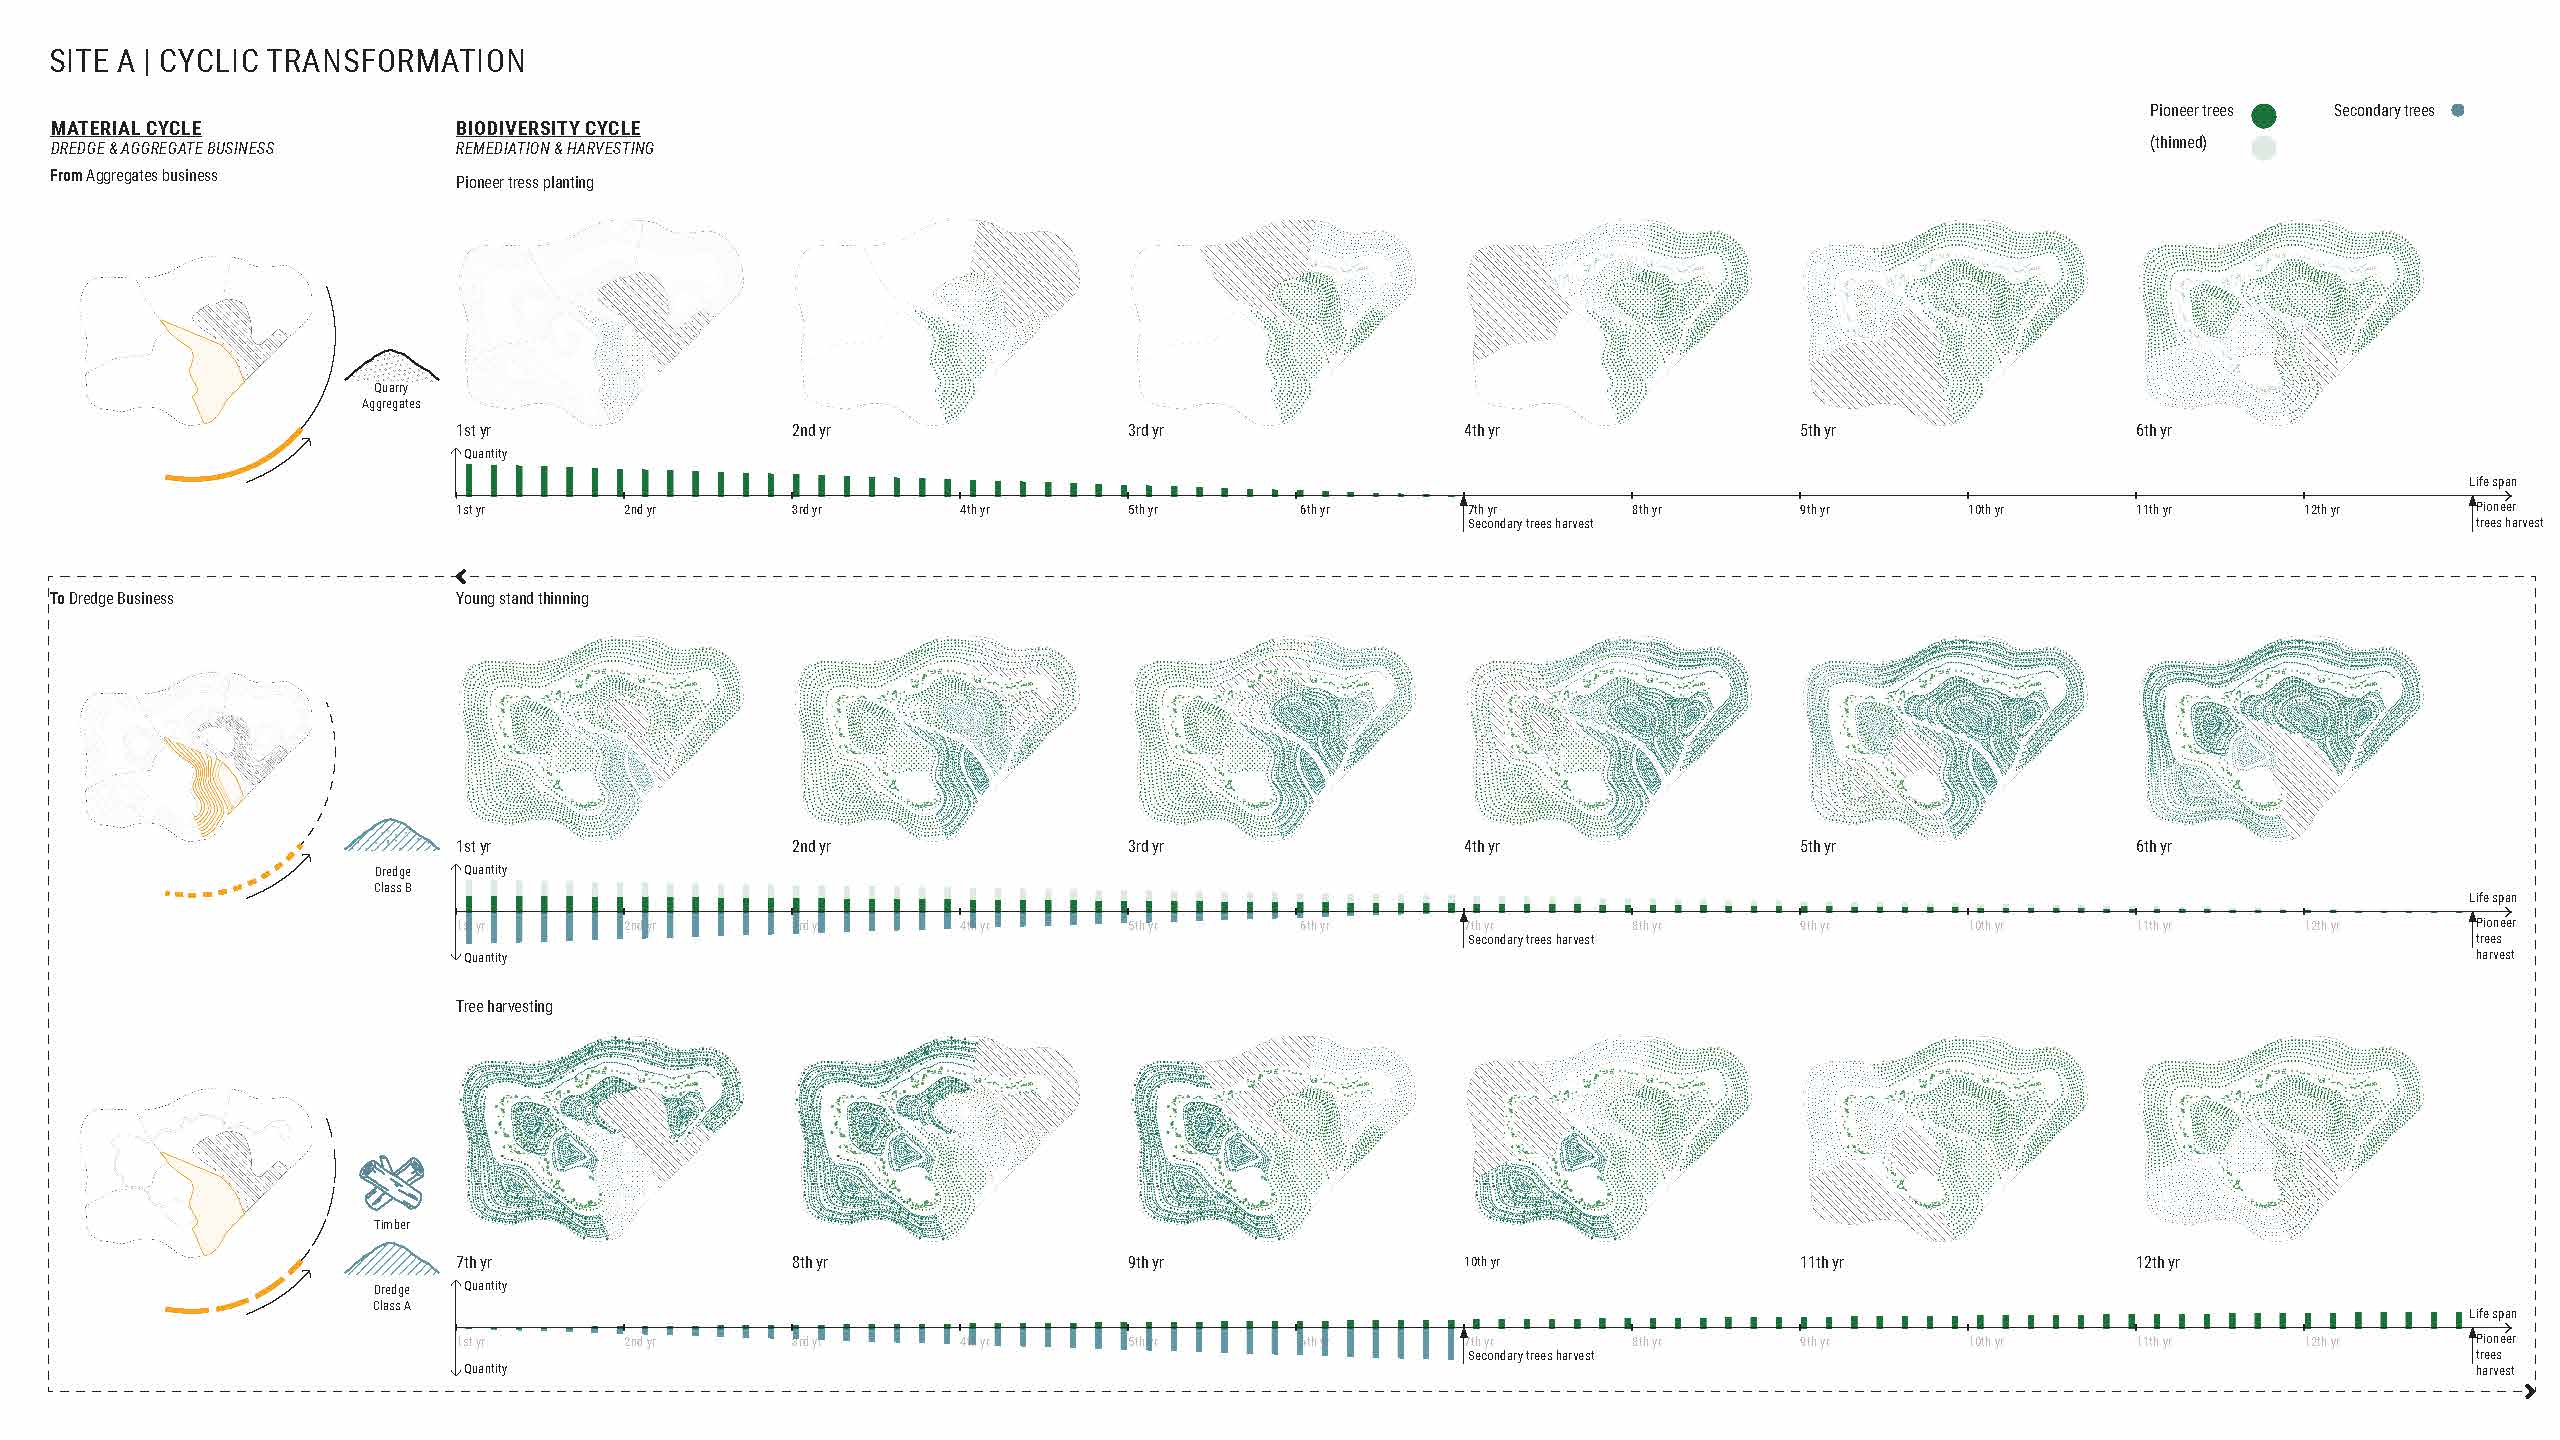 SITE A | CYCLIC TRANSFORMATION
MATERIAL CYCLE
DREDGE & AGGREGATE BUSINESS
From Aggregates business
BIODIVERSITY CYCLE
REMEDIATION & HARVESTING
Pioneer tress planting
Pioneer trees
(thinned)
Secondary trees
Quarry
Aggregates
1st yr
2nd yr
3rd yr
4th yr
5th yr
6th yr
Quantity
Life span
1st yr
2nd yr
3rd yr
4th yr
5th yr
6th yr
7th yr
8th yr
9th yr
10th yr
11th yr
12th yr
Secondary trees harvest
Pioneer
trees harvest
To Dredge Business
Young stand thinning
Dredge
Class B
1st yr
2nd yr
3rd yr
4th yr
5th yr
6th yr
Quantity
Life span
1st yr
2nd yr
3rd yr
4th yr
5th yr
6th yr
7th yr
8th yr
9th yr
10th yr
11th yr
12th yr
Secondary trees harvest
Pioneer
trees
harvest
Quantity
Tree harvesting
Timber
Dredge
Class A
7th yr
8th yr
9th yr
10th yr
11th yr
12th yr
Quantity
Life span
1st yr
2nd yr
3rd yr
4th yr
5th yr
6th yr
7th yr
8th yr
9th yr
10th yr
11th yr
12th yr
Secondary trees harvest
Pioneer
trees
harvest
Quantity